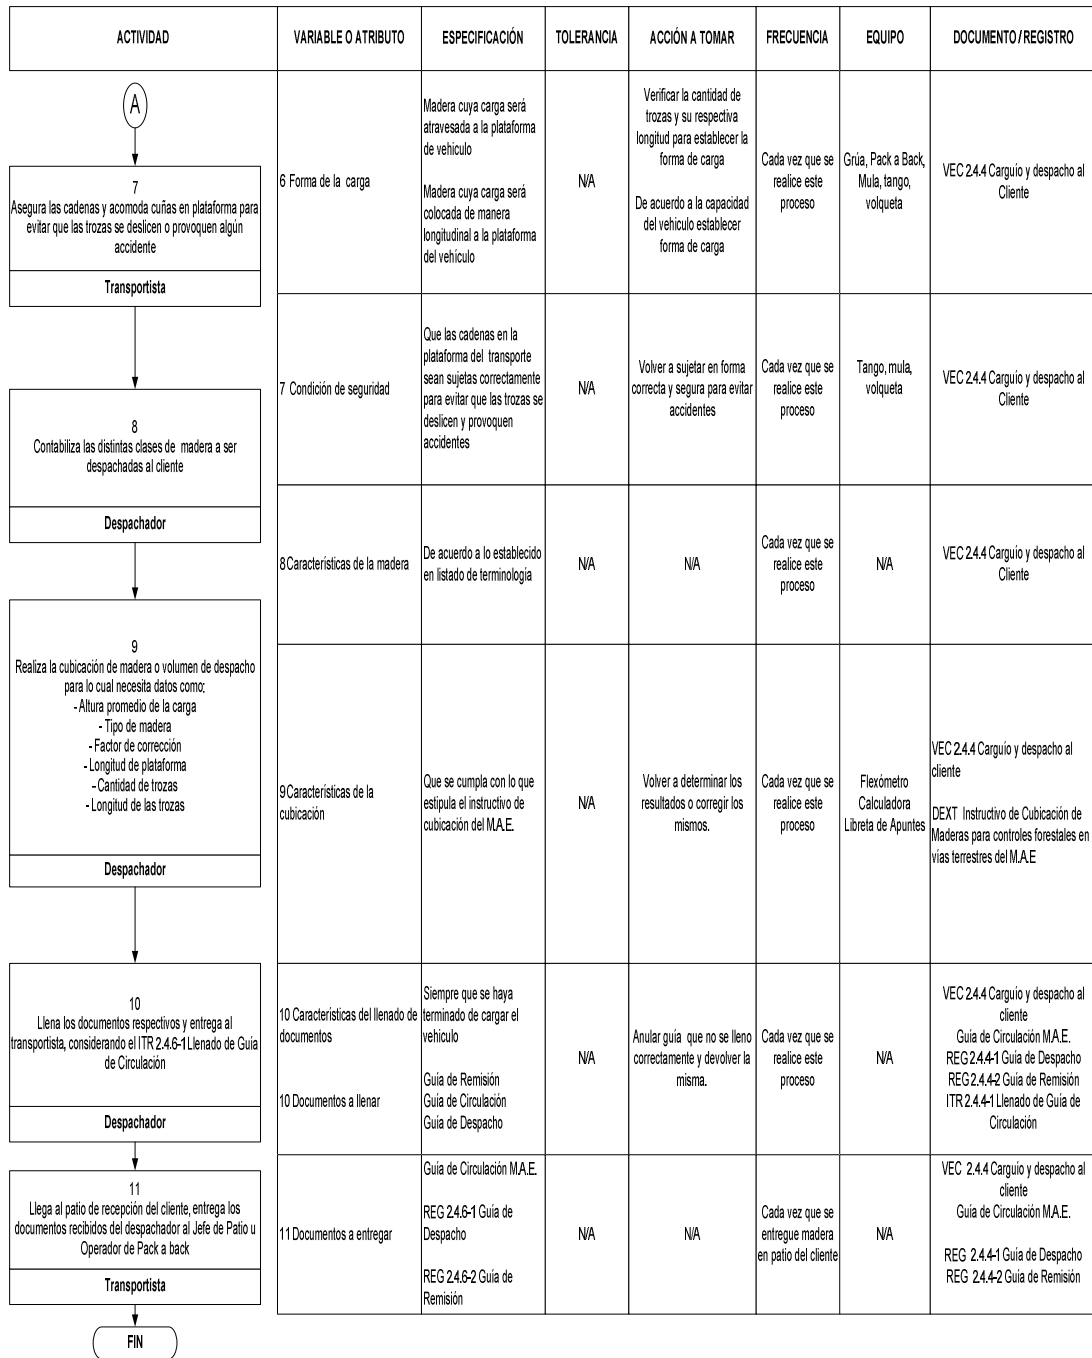 ACTIVIDAD
VARIABLE O ATRIBUTO
ESPECIFICACIÓN
TOLERANCIA
ACCIÓN A TOMAR
FRECUENCIA
EQUIPO
DOCUMENTO / REGISTRO
A
7
Asegura las cadenas y acomoda cuñas en plataforma para
evitar que las trozas se deslicen o provoquen algún
accidente
Transportista
6 Forma de la carga
Madera cuya carga será
atravesada a la plataforma
de vehiculo
Madera cuya carga será
colocada de manera
longitudinal a la plataforma
del vehículo
N/A
Verificar la cantidad de
trozas y su respectiva
longitud para establecer la
forma de carga
De acuerdo a la capacidad
del vehiculo establecer
forma de carga
Cada vez que se
realice este
proceso
Grúa, Pack a Back,
Mula, tango,
volqueta
VEC 2.4.4 Carguío y despacho al
Cliente
8
Contabiliza las distintas clases de madera a ser
despachadas al cliente
Despachador
7 Condición de seguridad
Que las cadenas en la
plataforma del transporte
sean sujetas correctamente
para evitar que las trozas se
deslicen y provoquen
accidentes
N/A
Volver a sujetar en forma
correcta y segura para evitar
accidentes
Cada vez que se
realice este
proceso
Tango, mula,
volqueta
VEC 2.4.4 Carguío y despacho al
Cliente
8 Características de la madera
De acuerdo a lo establecido
en listado de terminología
N/A
N/A
Cada vez que se
realice este
proceso
N/A
VEC 2.4.4 Carguío y despacho al
Cliente
9
Realiza la cubicación de madera o volumen de despacho
para lo cual necesita datos como:
- Altura promedio de la carga
- Tipo de madera
- Factor de corrección
- Longitud de plataforma
- Cantidad de trozas
- Longitud de las trozas
Despachador
9 Características de la
cubicación
Que se cumpla con lo que
estipula el instructivo de
cubicación del M.A.E.
N/A
Volver a determinar los
resultados o corregir los
mismos.
Cada vez que se
realice este
proceso
Flexómetro
Calculadora
Libreta de Apuntes
VEC 2.4.4 Carguío y despacho al
cliente
DEXT Instructivo de Cubicación de
Maderas para controles forestales en
vías terrestres del M.A.E
10
Llena los documentos respectivos y entrega al
transportista, considerando el ITR 2.4.6-1 Llenado de Guía
de Circulación
Despachador
10 Características del llenado de
documentos
10 Documentos a llenar
Siempre que se haya
terminado de cargar el
vehiculo
Guía de Remisión
Guía de Circulación
Guía de Despacho
N/A
Anular guía que no se lleno
correctamente y devolver la
misma.
Cada vez que se
realice este
proceso
N/A
VEC 2.4.4 Carguío y despacho al
cliente
Guía de Circulación M.A.E.
REG 2.4.4-1 Guía de Despacho
REG 2.4.4-2 Guía de Remisión
ITR 2.4.4-1 Llenado de Guía de
Circulación
11
Llega al patio de recepción del cliente, entrega los
documentos recibidos del despachador al Jefe de Patio u
Operador de Pack a back
Transportista
11 Documentos a entregar
Guía de Circulación M.A.E.
REG 2.4.6-1 Guía de
Despacho
REG 2.4.6-2 Guía de
Remisión
N/A
N/A
Cada vez que se
entregue madera
en patio del cliente
N/A
VEC 2.4.4 Carguío y despacho al
cliente
Guía de Circulación M.A.E.
REG 2.4.4-1 Guía de Despacho
REG 2.4.4-2 Guía de Remisión
FIN